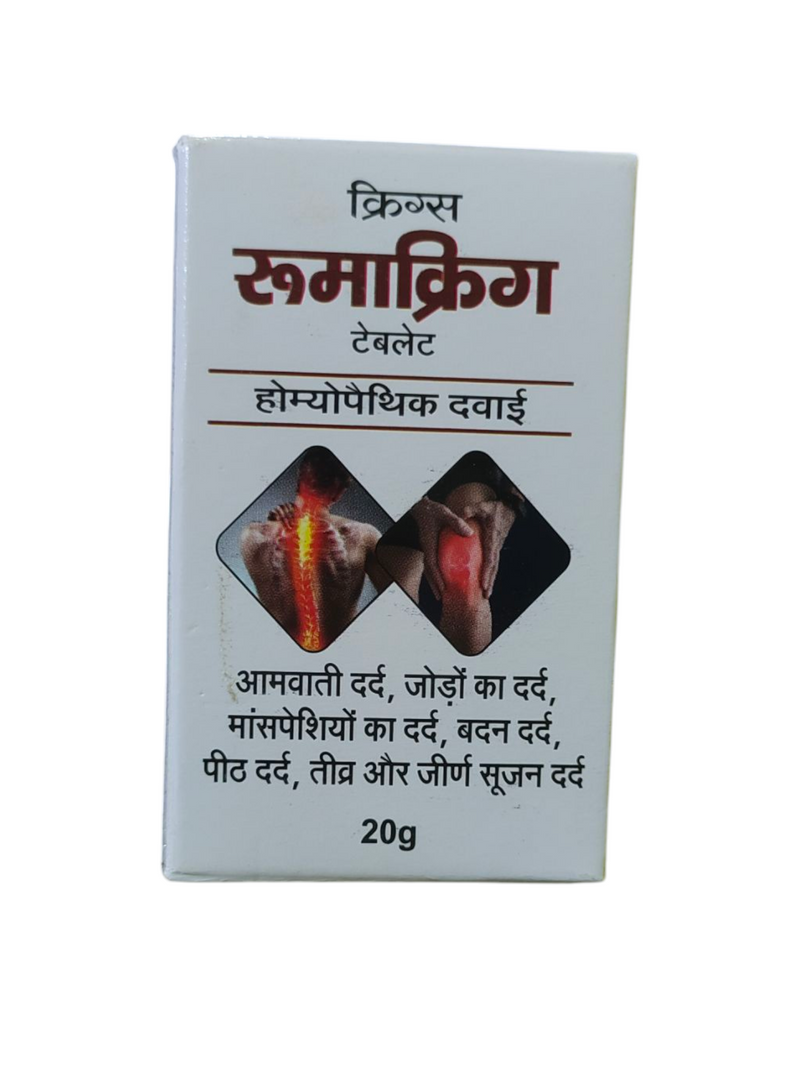 क्रिग्स
रूमाक्रिग
टेबलेट
होम्योपैथिक दवाई
आमवाती दर्द, जोड़ों का दर्द,
मांसपेशियों का दर्द, बदन दर्द,
पीठ दर्द, तीव्र और जीर्ण सूजन दर्द
20g